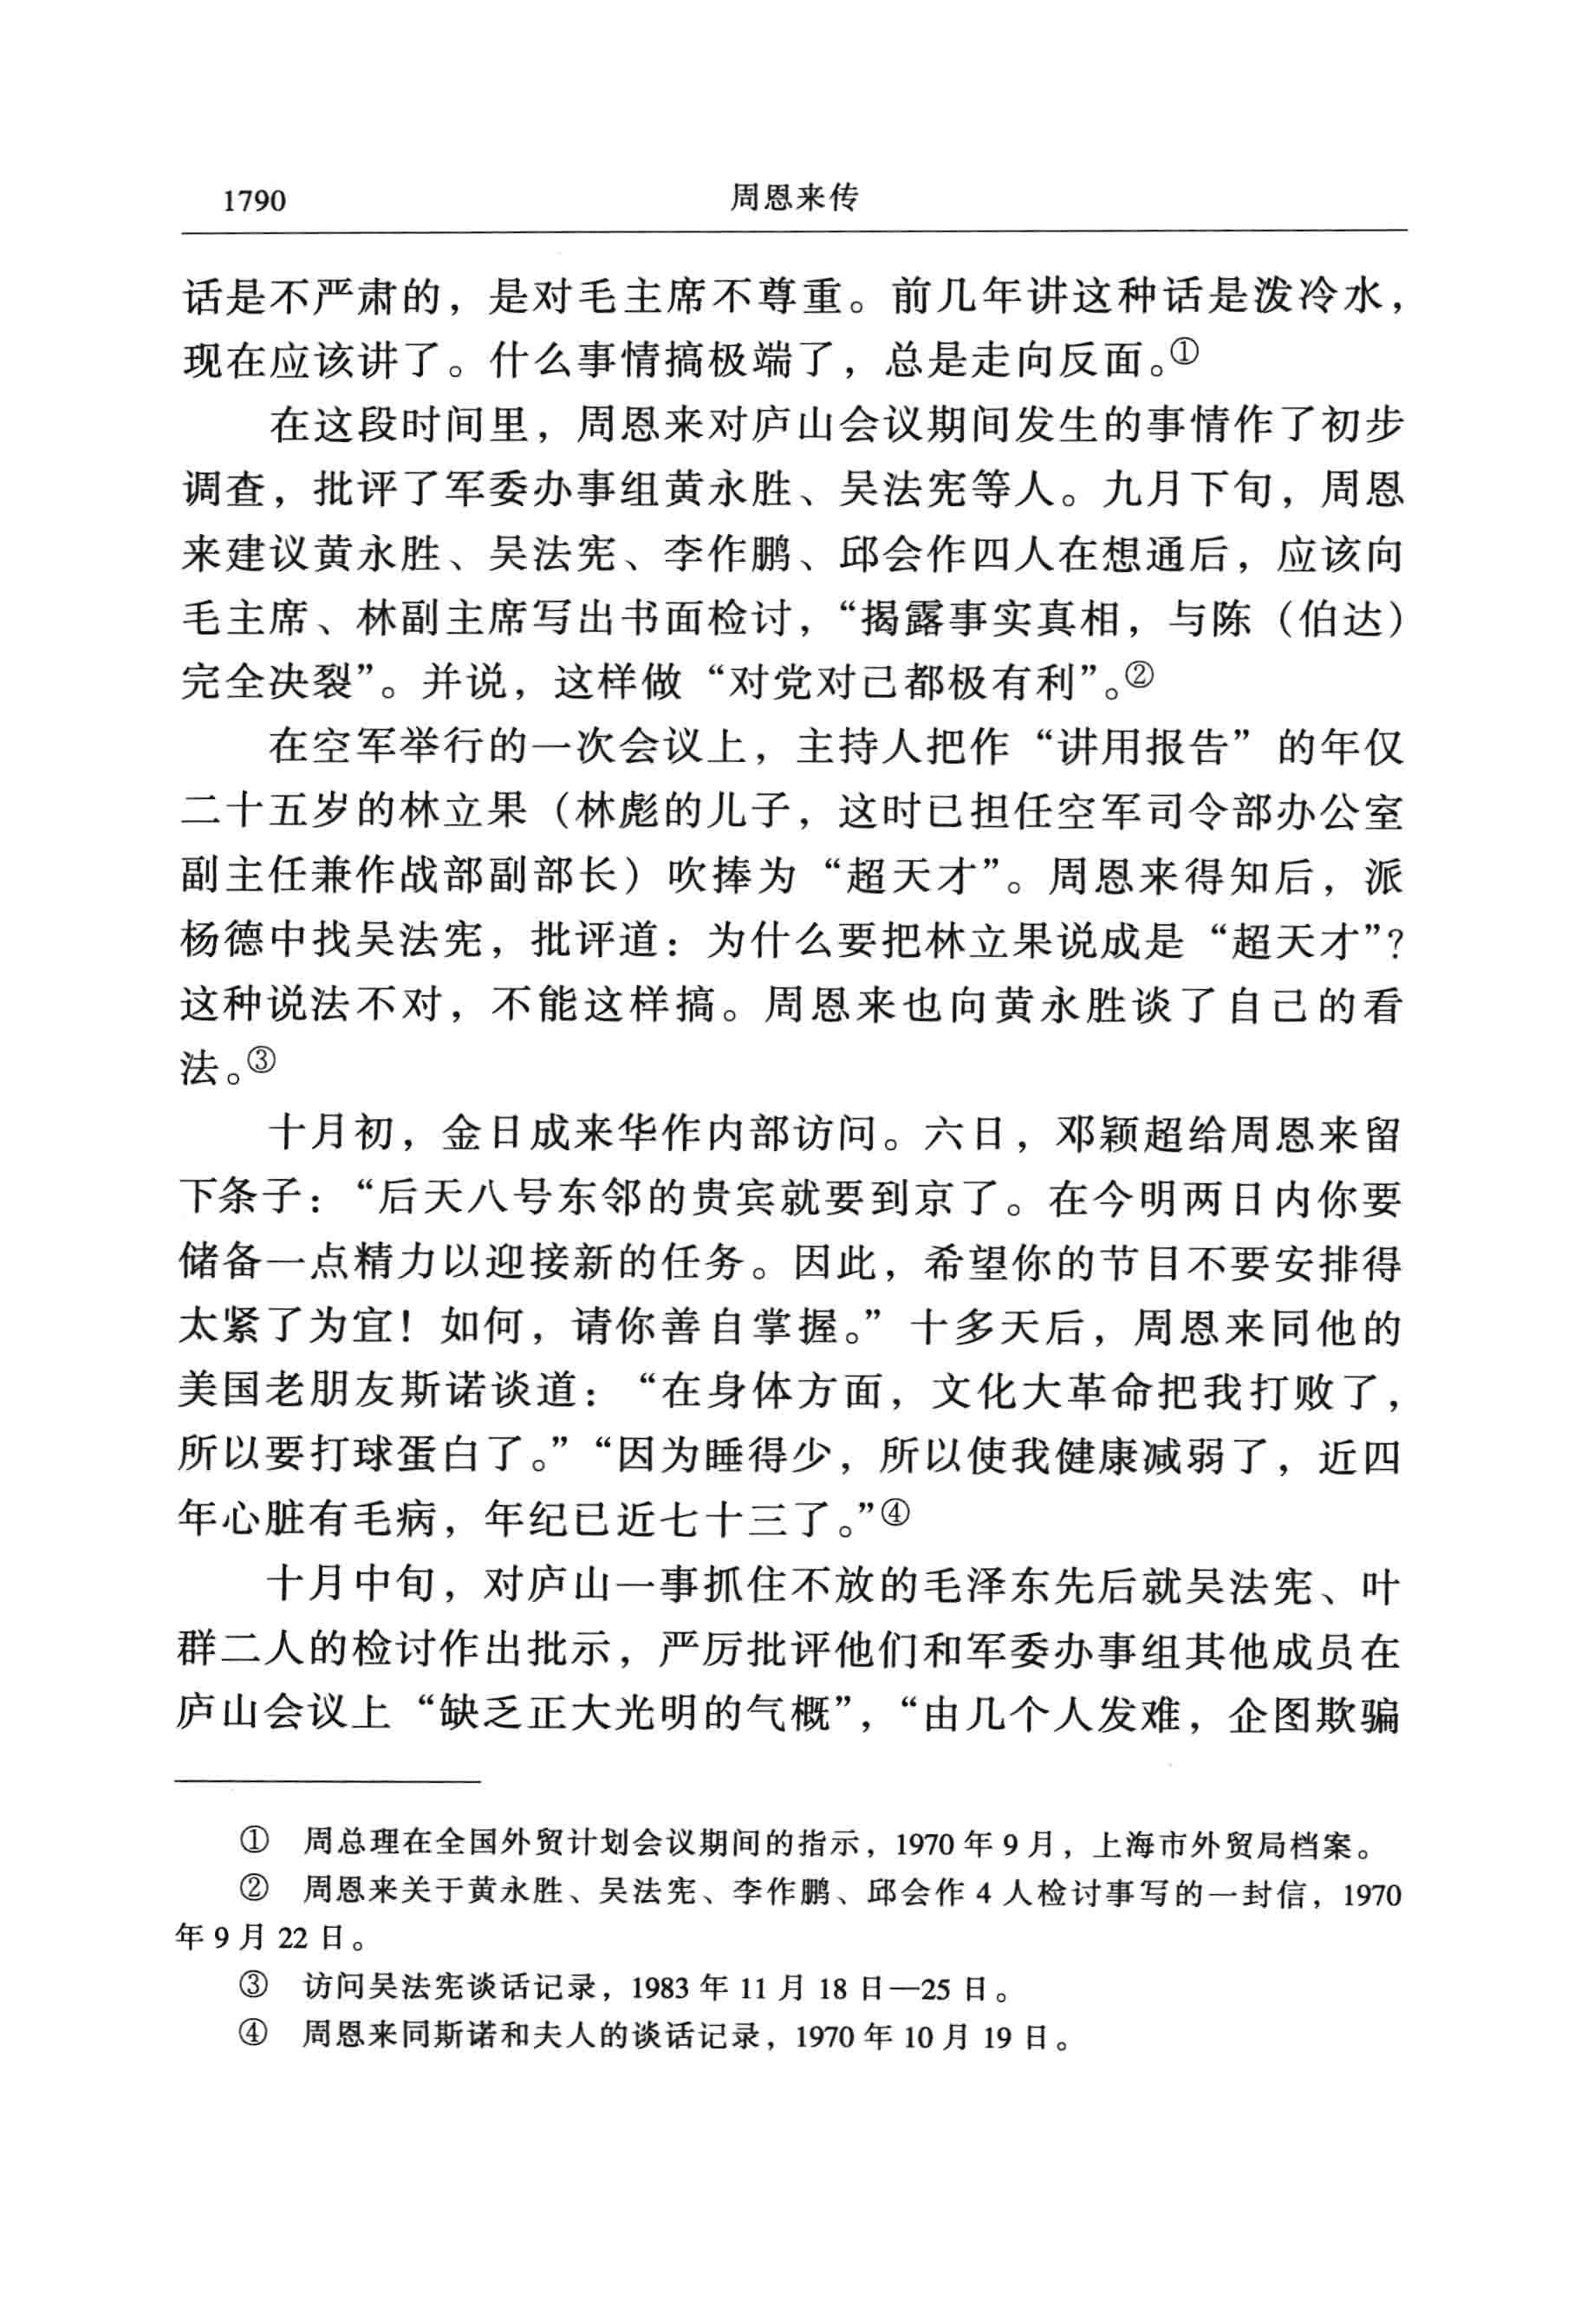 1790 周恩来传
话是不严肃的，是对毛主席不尊重。前几年讲这种话是泼冷水，
现在应该讲了。什么事情搞极端了，总是走向反面。①
在这段时间里，周恩来对庐山会议期间发生的事情作了初步
调查，批评了军委办事组黄永胜、吴法宪等人。九月下旬，周恩
来建议黄永胜、吴法宪、李作鹏、邱会作四人在想通后，应该向
毛主席、林副主席写出书面检讨，“揭露事实真相，与陈（伯达）
完全决裂”。并说，这样做“对党对己都极有利”。②
在空军举行的一次会议上，主持人把作“讲用报告”的年仅
二十五岁的林立果（林彪的儿子，这时已担任空军司令部办公室
副主任兼作战部副部长）吹捧为“超天才”。周恩来得知后，派
杨德中找吴法宪，批评道：为什么要把林立果说成是“超天才”？
这种说法不对，不能这样搞。周恩来也向黄永胜谈了自己的看
法。③
十月初，金日成来华作内部访问。六日，邓颖超给周恩来留
下条子：“后天八号东邻的贵宾就要到京了。在今明两日内你要
储备一点精力以迎接新的任务。因此，希望你的节目不要安排得
太紧了为宜！如何，请你善自掌握。”十多天后，周恩来同他的
美国老朋友斯诺谈道：“在身体方面，文化大革命把我打败了，
所以要打球蛋白了。”“因为睡得少，所以使我健康减弱了，近四
年心脏有毛病，年纪已近七十三了。”④
十月中旬，对庐山一事抓住不放的毛泽东先后就吴法宪、叶
群二人的检讨作出批示，严厉批评他们和军委办事组其他成员在
庐山会议上“缺乏正大光明的气概”，“由几个人发难，企图欺骗
① 周总理在全国外贸计划会议期间的指示，1970 年 9 月，上海市外贸局档案。
② 周恩来关于黄永胜、吴法宪、李作鹏、邱会作 4 人检讨事写的一封信，1970
年 9 月 22 日。
③ 访问吴法宪谈话记录，1983 年 11 月 18 日—25 日。
④ 周恩来同斯诺和夫人的谈话记录，1970 年 10 月 19 日。